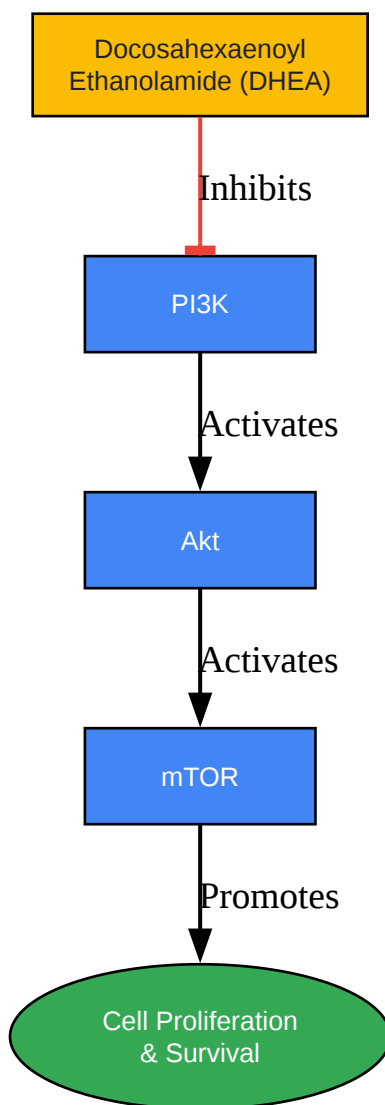 Docosahexaenoyl
Ethanolamide (DHEA)
Inhibits
PI3K
Activates
Akt
Activates
mTOR
Promotes
Cell Proliferation
& Survival